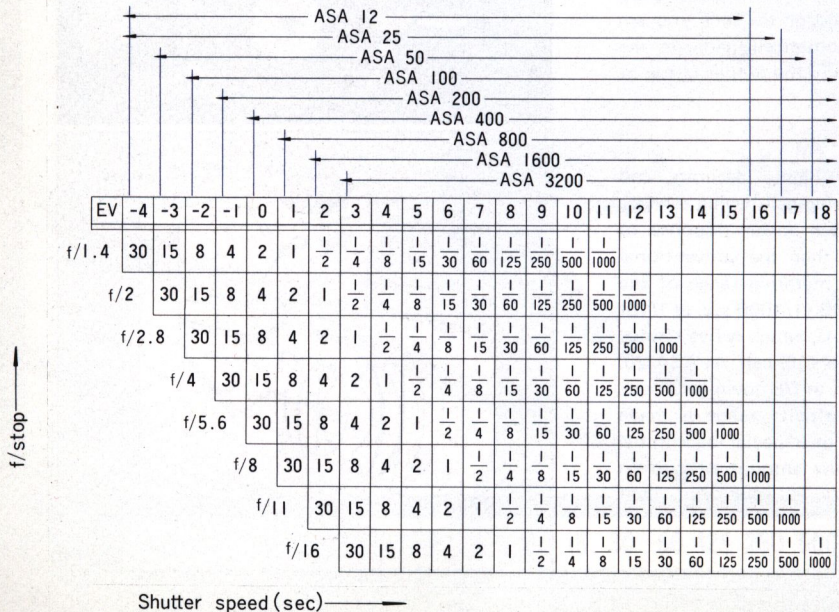 ASA 12
ASA 25
ASA 50
ASA 100
ASA 200
ASA 400
ASA 800
ASA 1600
ASA 3200
EV -4 -3 -2 -1 0 1 2 3 4 5 6 7 8 9 10 11 12 13 14 15 16 17 18
f/1.4 30 15 8 4 2 1 1/2 1/4 1/8 1/15 1/30 1/60 1/125 1/250 1/500 1/1000
f/2 30 15 8 4 2 1 1/2 1/4 1/8 1/15 1/30 1/60 1/125 1/250 1/500 1/1000
f/2.8 30 15 8 4 2 1 1/2 1/4 1/8 1/15 1/30 1/60 1/125 1/250 1/500 1/1000
f/4 30 15 8 4 2 1 1/2 1/4 1/8 1/15 1/30 1/60 1/125 1/250 1/500 1/1000
f/5.6 30 15 8 4 2 1 1/2 1/4 1/8 1/15 1/30 1/60 1/125 1/250 1/500 1/1000
f/8 30 15 8 4 2 1 1/2 1/4 1/8 1/15 1/30 1/60 1/125 1/250 1/500 1/1000
f/11 30 15 8 4 2 1 1/2 1/4 1/8 1/15 1/30 1/60 1/125 1/250 1/500 1/1000
f/16 30 15 8 4 2 1 1/2 1/4 1/8 1/15 1/30 1/60 1/125 1/250 1/500 1/1000
f/stop
Shutter speed (sec)